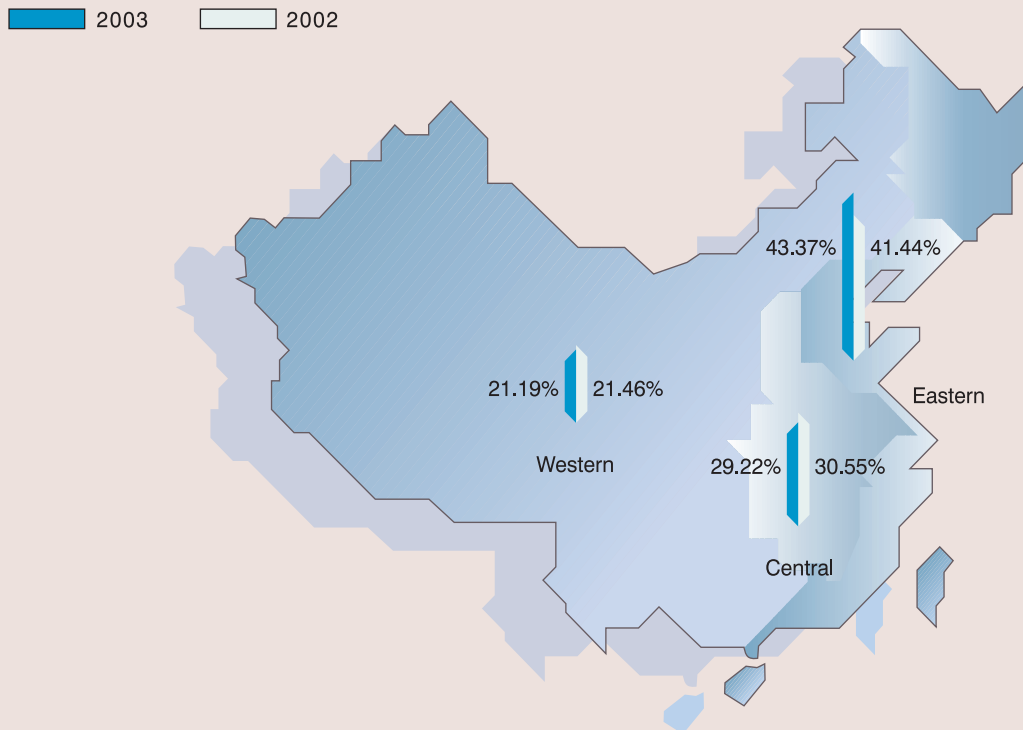 2003 2002
43.37% 41.44%
21.19% 21.46%
Eastern
Western
29.22% 30.55%
Central